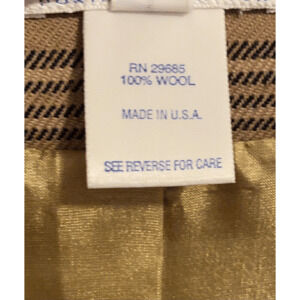 RN 29685
100% WOOL
MADE IN U.S.A.
SEE REVERSE FOR CARE